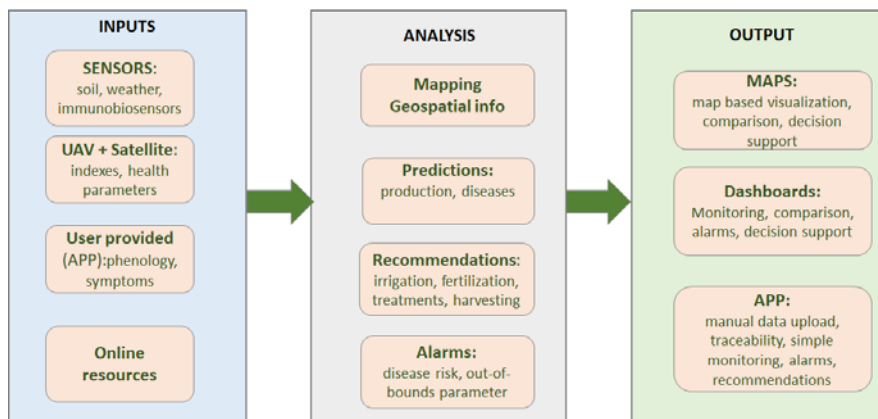 INPUTS
SENSORS:
soil, weather,
immunobiosensors
UAV + Satellite:
indexes, health
parameters
User provided
(APP):phenology,
symptoms
Online
resources
ANALYSIS
Mapping
Geospatial info
Predictions:
production, diseases
Recommendations:
irrigation, fertilization,
treatments, harvesting
Alarms:
disease risk, out-of-
bounds parameter
OUTPUT
MAPS:
map based visualization,
comparison, decision
support
Dashboards:
Monitoring, comparison,
alarms, decision support
APP:
manual data upload,
traceability, simple
monitoring, alarms,
recommendations